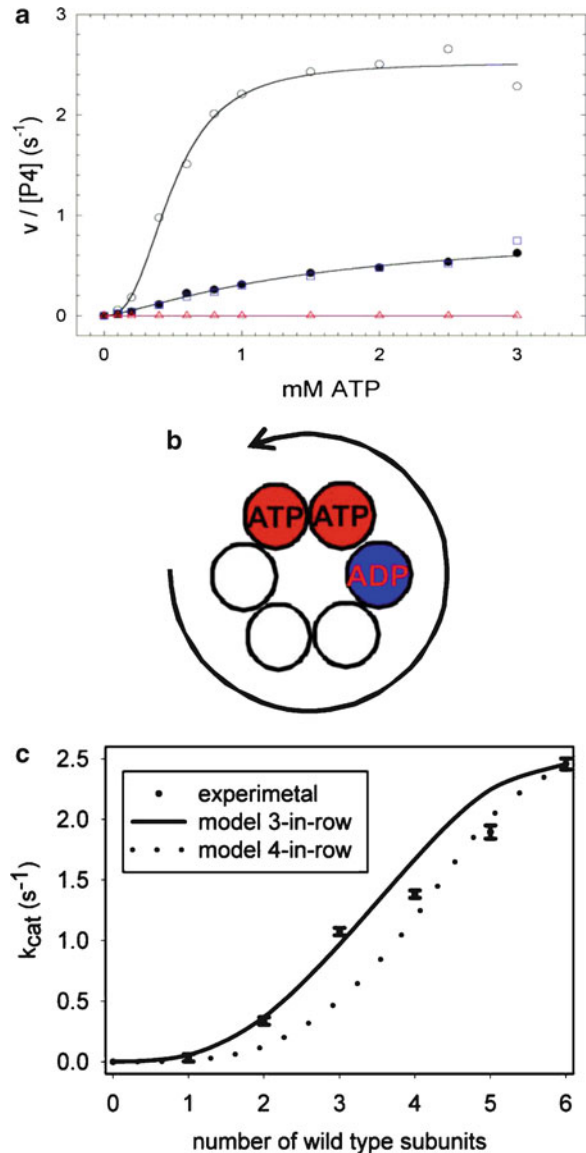 a
3
2
1
0
v / [P4] (s⁻¹)
0 1 2 3
mM ATP
b
ATP ATP
ADP
c
2.5
2.0
1.5
1.0
0.5
0.0
kcat (s⁻¹)
experimetal
model 3-in-row
model 4-in-row
0 1 2 3 4 5 6
number of wild type subunits